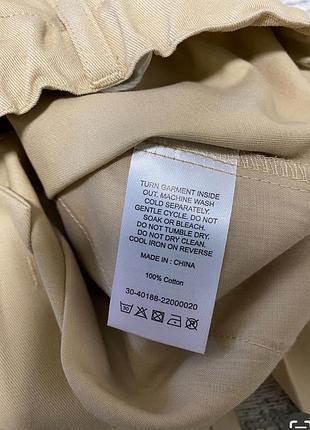 TURN GARMENT INSIDE
OUT, MACHINE WASH
COLD SEPARATELY.
GENTLE CYCLE. DO NOT
SOAK OR BLEACH.
DO NOT TUMBLE DRY.
DO NOT DRY CLEAN.
COOL IRON ON REVERSE
MADE IN : CHINA
100% Cotton
30-40188-22000020
30